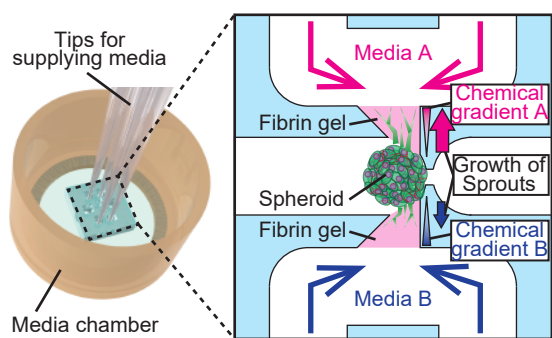 Tips for
supplying media
Media chamber
Media A
Fibrin gel
Chemical
gradient A
Spheroid
Growth of
Sprouts
Fibrin gel
Chemical
gradient B
Media B